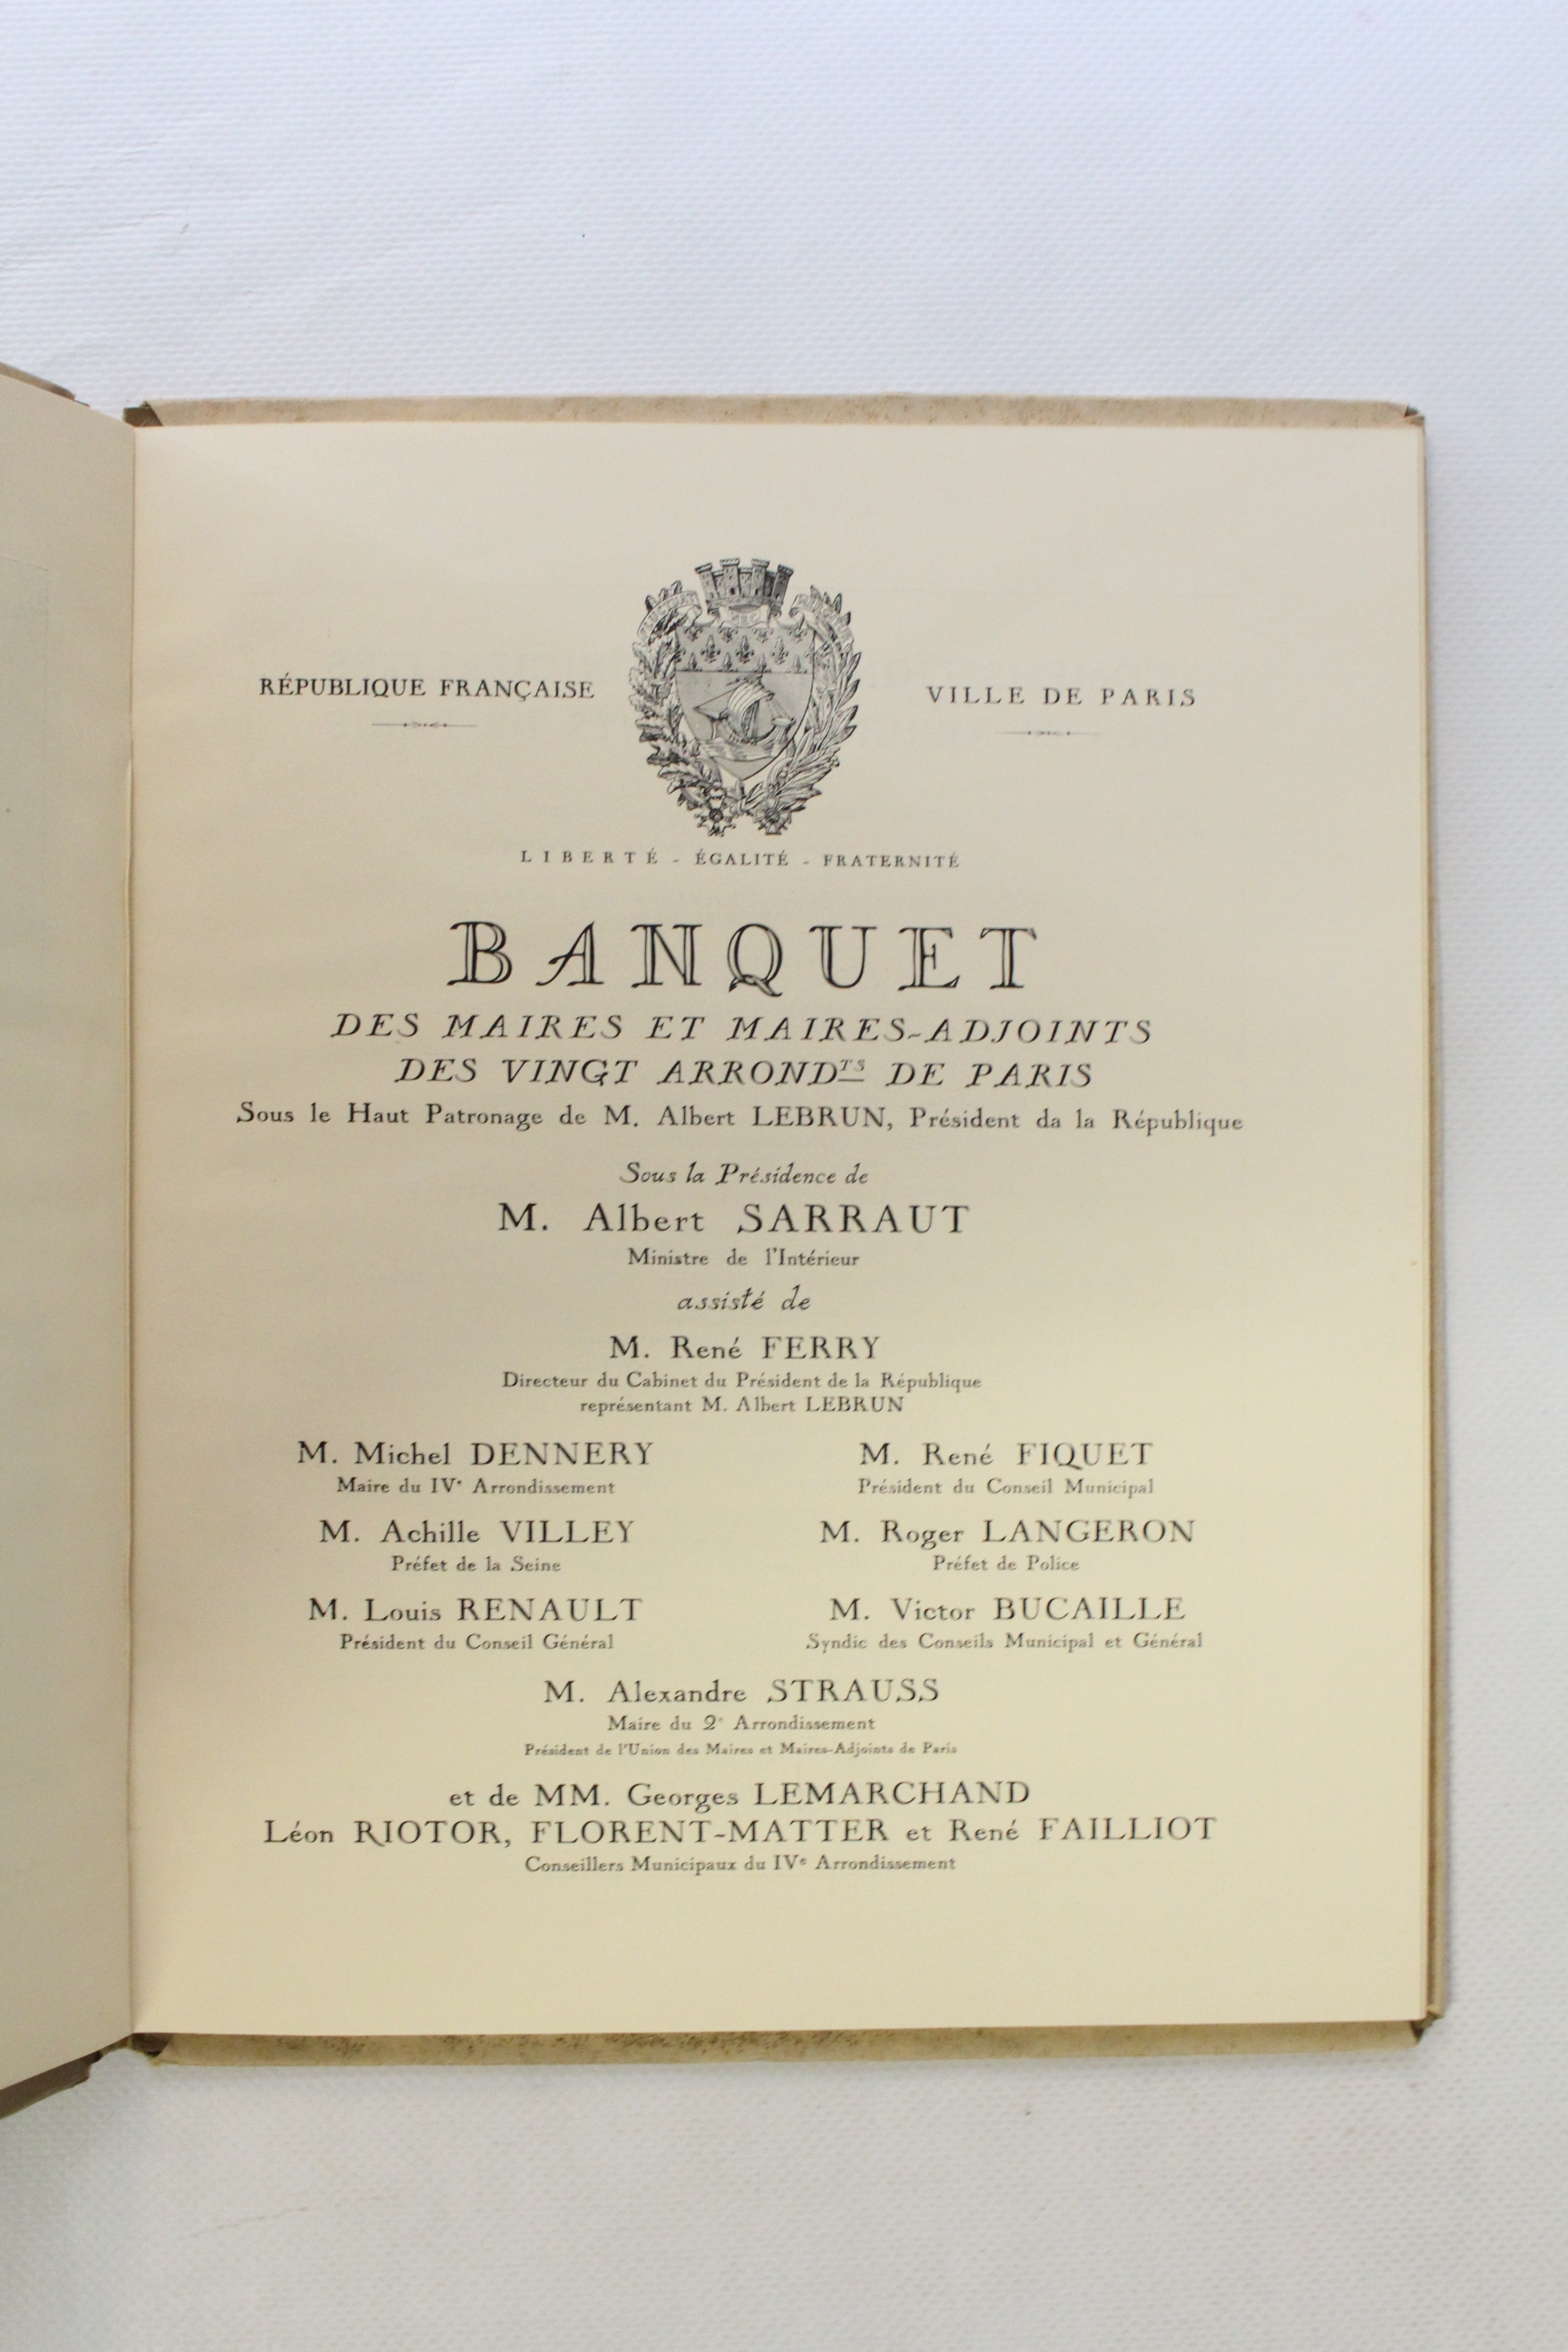 RÉPUBLIQUE FRANÇAISE
VILLE DE PARIS
LIBERTÉ - ÉGALITÉ - FRATERNITÉ
BANQUET
DES MAIRES ET MAIRES-ADJOINTS
DES VINGT ARRONDTS DE PARIS
Sous le Haut Patronage de M. Albert LEBRUN, Président da la République
Sous la Présidence de
M. Albert SARRAUT
Ministre de l'Intérieur
assisté de
M. René FERRY
Directeur du Cabinet du Président de la République
représentant M. Albert LEBRUN
M. Michel DENNERY
Maire du IVe Arrondissement
M. René FIQUET
Président du Conseil Municipal
M. Achille VILLEY
Préfet de la Seine
M. Roger LANGERON
Préfet de Police
M. Louis RENAULT
Président du Conseil Général
M. Victor BUCAILLE
Syndic des Conseils Municipal et Général
M. Alexandre STRAUSS
Maire du 2e Arrondissement
Président de l'Union des Maires et Maires-Adjoints de Paris
et de MM. Georges LEMARCHAND
Léon RIOTOR, FLORENT-MATTER et René FAILLIOT
Conseillers Municipaux du IVe Arrondissement